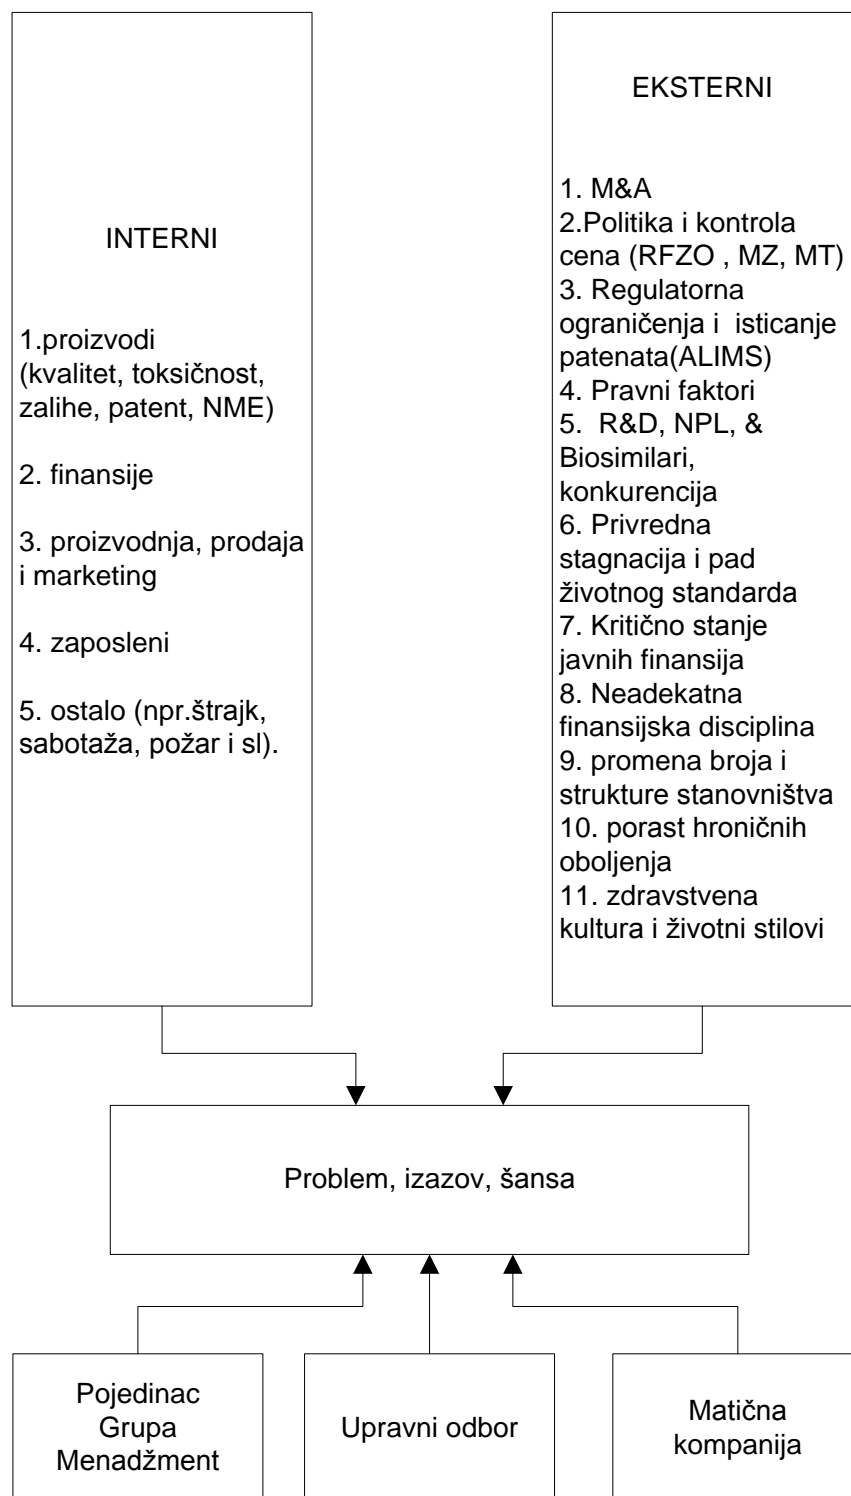 INTERNI
1.proizvodi
(kvalitet, toksičnost,
zalihe, patent, NME)
2. finansije
3. proizvodnja, prodaja
i marketing
4. zaposleni
5. ostalo (npr.štrajk,
sabotaža, požar i sl).
EKSTERNI
1. M&A
2.Politika i kontrola
cena (RFZO , MZ, MT)
3. Regulatorna
ograničenja i  isticanje
patenata(ALIMS)
4. Pravni faktori
5.  R&D, NPL, &
Biosimilari,
konkurencija
6. Privredna
stagnacija i pad
životnog standarda
7. Kritično stanje
javnih finansija
8. Neadekatna
finansijska disciplina
9. promena broja i
strukture stanovništva
10. porast hroničnih
oboljenja
11. zdravstvena
kultura i životni stilovi
Problem, izazov, šansa
Pojedinac
Grupa
Menadžment
Upravni odbor
Matična
kompanija